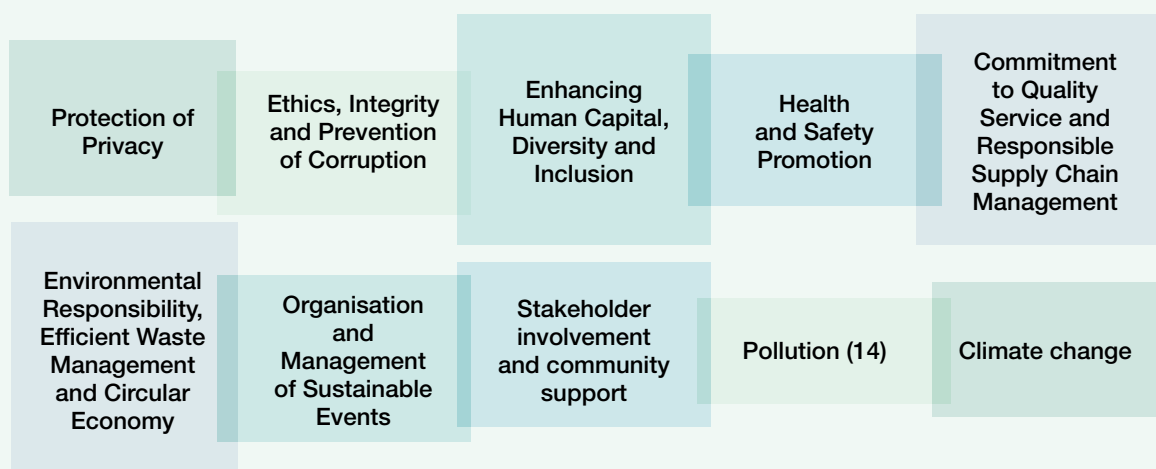 Protection of
Privacy
Ethics, Integrity
and Prevention
of Corruption
Enhancing
Human Capital,
Diversity and
Inclusion
Health
and Safety
Promotion
Commitment
to Quality
Service and
Responsible
Supply Chain
Management
Environmental
Responsibility,
Efficient Waste
Management
and Circular
Economy
Organisation
and
Management
of Sustainable
Events
Stakeholder
involvement
and community
support
Pollution (14)
Climate change